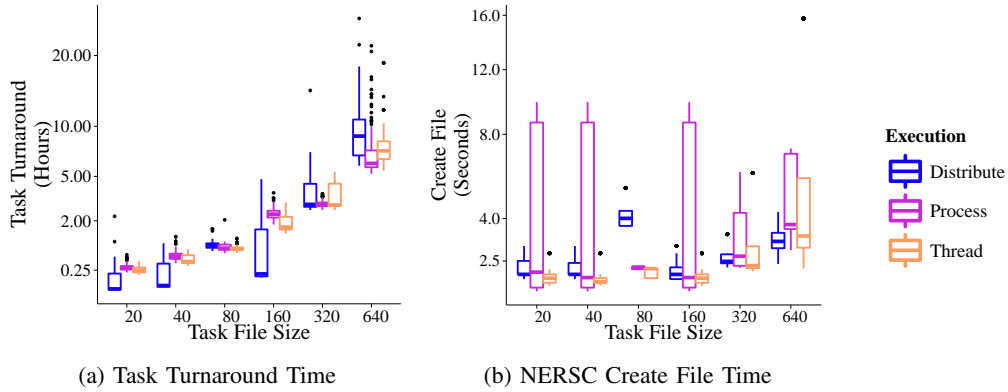 20.00
10.00
5.00
2.00
0.25
Task Turnaround
(Hours)
20 40 80 160 320 640
Task File Size
(a) Task Turnaround Time
16.0
12.0
8.0
4.0
2.5
Create File
(Seconds)
20 40 80 160 320 640
Task File Size
(b) NERSC Create File Time
Execution
Distribute
Process
Thread